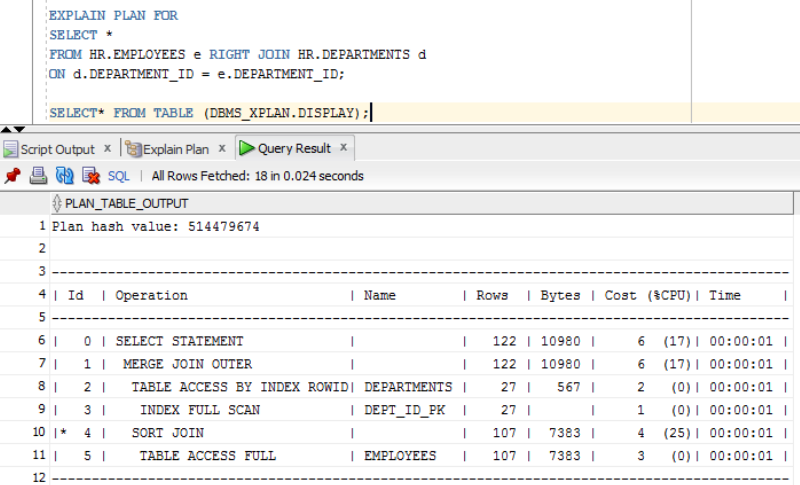 EXPLAIN PLAN FOR
SELECT *
FROM HR.EMPLOYEES e RIGHT JOIN HR.DEPARTMENTS d
ON d.DEPARTMENT_ID = e.DEPARTMENT_ID;
SELECT* FROM TABLE (DBMS_XPLAN.DISPLAY);
Script Output x Explain Plan x Query Result x
SQL | All Rows Fetched: 18 in 0.024 seconds
PLAN_TABLE_OUTPUT
1 Plan hash value: 514479674
2
3 ------------------------------------------------------------------------------------------
4 | Id | Operation | Name | Rows | Bytes | Cost (%CPU)| Time |
5 ------------------------------------------------------------------------------------------
6 | 0 | SELECT STATEMENT | | 122 | 10980 | 6 (17)| 00:00:01 |
7 | 1 | MERGE JOIN OUTER | | 122 | 10980 | 6 (17)| 00:00:01 |
8 | 2 | TABLE ACCESS BY INDEX ROWID| DEPARTMENTS | 27 | 567 | 2 (0)| 00:00:01 |
9 | 3 | INDEX FULL SCAN | DEPT_ID_PK | 27 | | 1 (0)| 00:00:01 |
10 |* 4 | SORT JOIN | | 107 | 7383 | 4 (25)| 00:00:01 |
11 | 5 | TABLE ACCESS FULL | EMPLOYEES | 107 | 7383 | 3 (0)| 00:00:01 |
12 ------------------------------------------------------------------------------------------